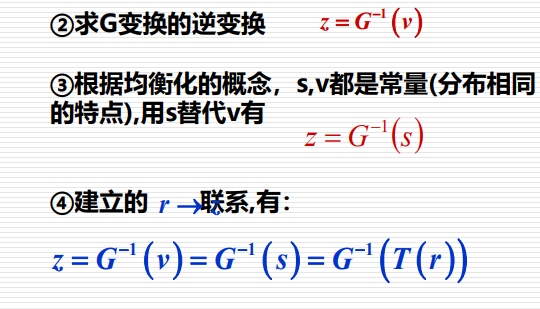 ②求G变换的逆变换 z = G⁻¹(v)
③根据均衡化的概念，s,v都是常量(分布相同
的特点),用s替代v有
z = G⁻¹(s)
④建立的 r → 联系,有：
z = G⁻¹(v) = G⁻¹(s) = G⁻¹(T(r))